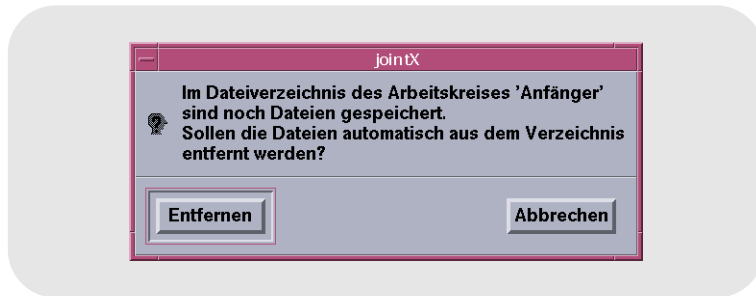 jointX
Im Dateiverzeichnis des Arbeitskreises 'Anfänger'
sind noch Dateien gespeichert.
Sollen die Dateien automatisch aus dem Verzeichnis
entfernt werden?
Entfernen
Abbrechen